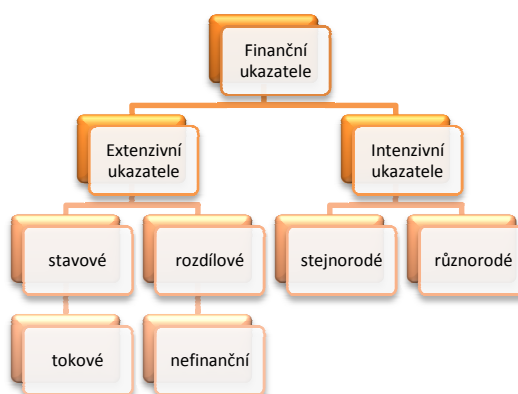 Finanční
ukazatele
Extenzivní
ukazatele
Intenzivní
ukazatele
stavové
rozdílové
stejnorodé
různorodé
tokové
nefinanční